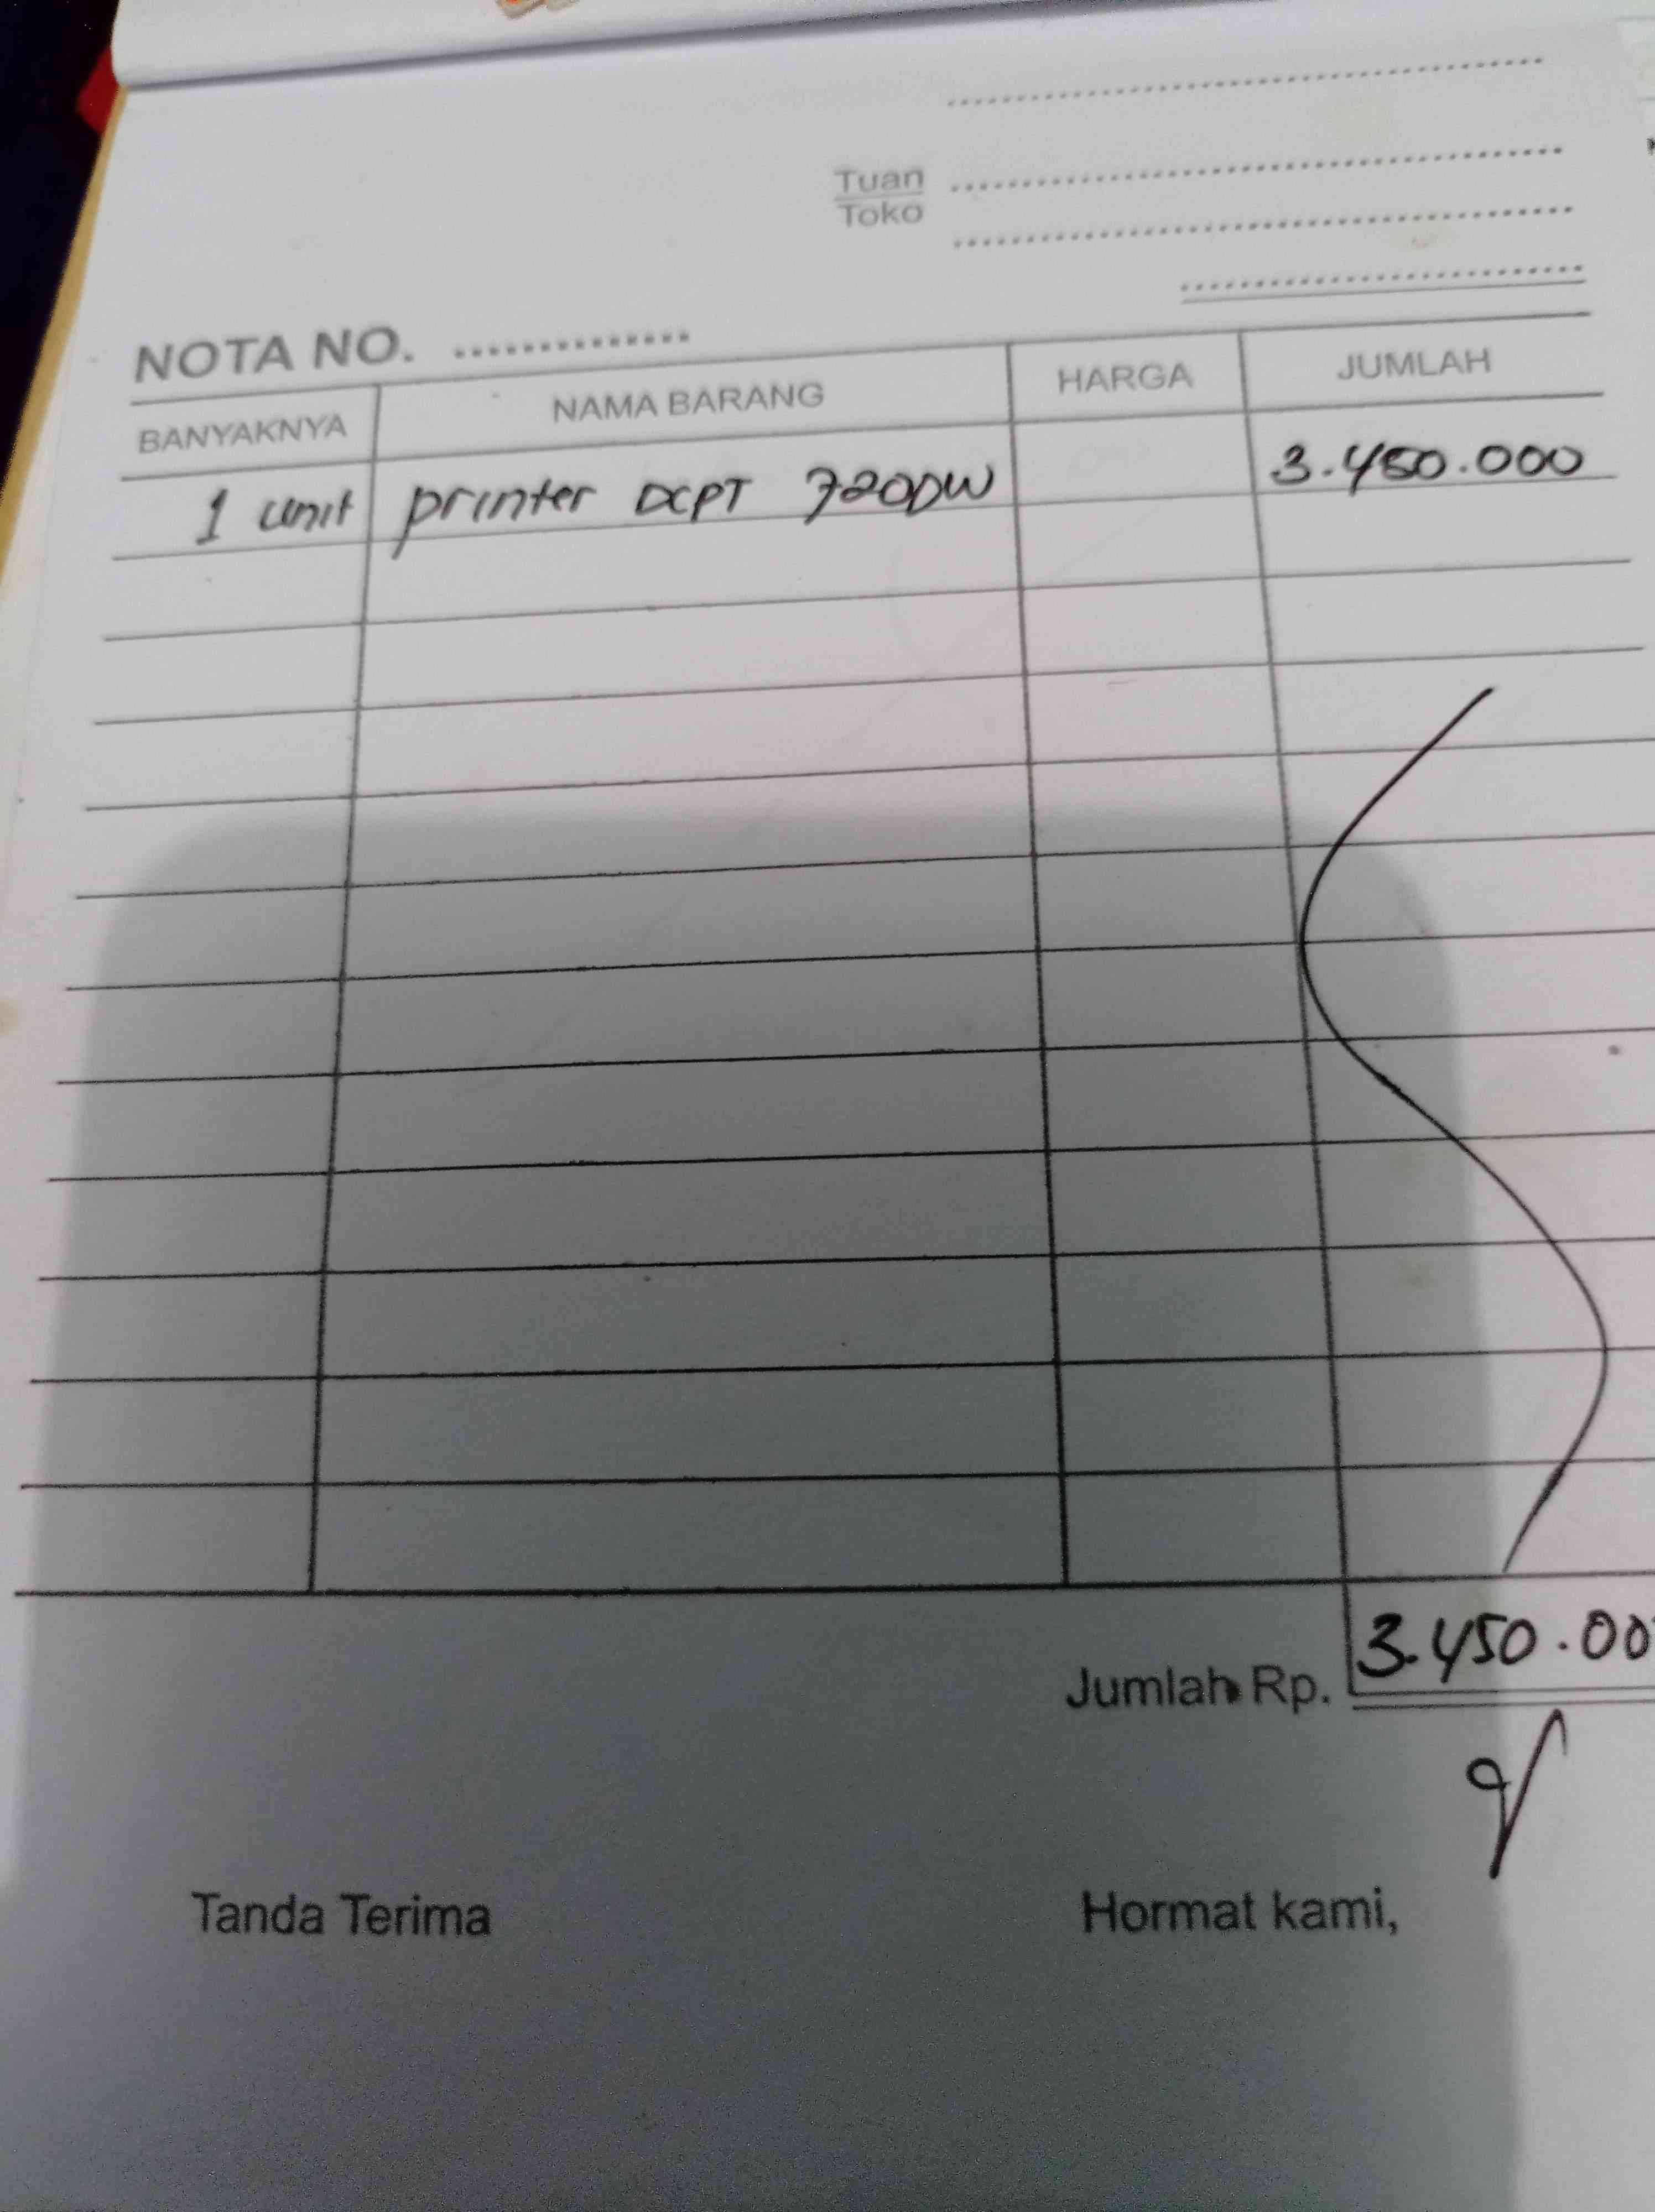 Tuan
Toko
NOTA NO. ..............
BANYAKNYA NAMA BARANG HARGA JUMLAH
1 unit printer DCPT 720DW 3.450.000
Jumlah Rp. 3.450.00
Tanda Terima Hormat kami,